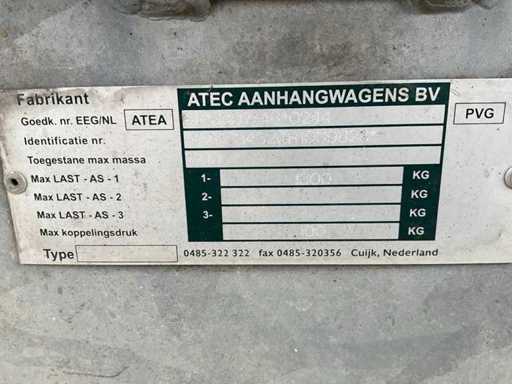 Fabrikant ATEC AANHANGWAGENS BV
Goedk. nr. EEG/NL ATEA PVG
Identificatie nr.
Toegestane max massa
Max LAST - AS - 1 1- KG
Max LAST - AS - 2 2- KG
Max LAST - AS - 3 3- KG
Max koppelingsdruk KG
Type 0485-322 322 fax 0485-320356 Cuijk, Nederland